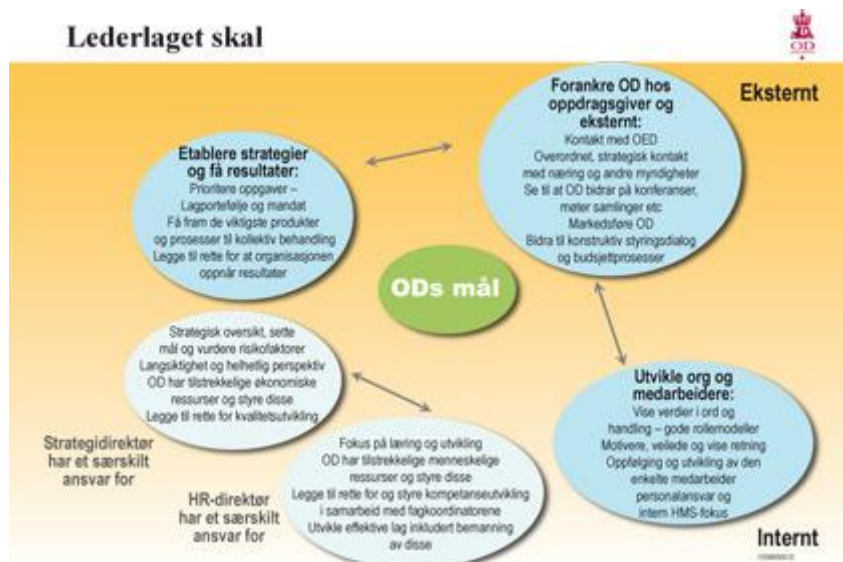 Lederlaget skal
OD
Eksternt
Forankre OD hos
oppdragsgiver og
eksternt:
Kontakt med OED
Overordnet, strategisk kontakt
med næring og andre myndigheter
Se til at OD bidrar på konferanser,
møter samlinger etc
Markedsføre OD
Bidra til konstruktiv styringsdialog
og budsjettprosesser
Etablere strategier
og få resultater:
Prioritere oppgaver –
Lagportefølje og mandat
Få fram de viktigste produkter
og prosesser til kollektiv behandling
Legge til rette for at organisasjonen
oppnår resultater
ODs mål
Strategisk oversikt, sette
mål og vurdere risikofaktorer
Langsiktighet og helhetlig perspektiv
OD har tilstrekkelige økonomiske
ressurser og styre disse
Legge til rette for kvalitetsutvikling
Strategidirektør
har et særskilt
ansvar for
Utvikle org og
medarbeidere:
Vise verdier i ord og
handling – gode rollemodeller
Motivere, veilede og vise retning
Oppfølging og utvikling av den
enkelte medarbeider
personalansvar og
intern HMS-fokus
Fokus på læring og utvikling
OD har tilstrekkelige menneskelige
ressurser og styre disse
Legge til rette for og styre kompetanseutvikling
i samarbeid med fagkoordinatorene
Utvikle effektive lag inkludert bemanning
av disse
HR-direktør
har et særskilt
ansvar for
Internt